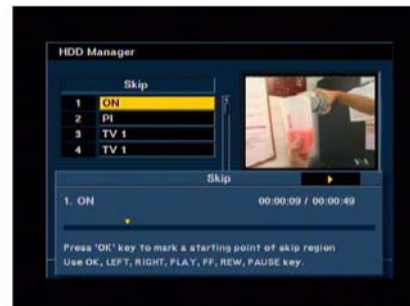 HDD Manager
Skip
1 ON
2 PI
3 TV 1
4 TV 1
VOA
Skip
1. ON 00:00:09 / 00:00:49
Press 'OK' key to mark a starting point of skip region
Use OK, LEFT, RIGHT, PLAY, FF, REW, PAUSE key.